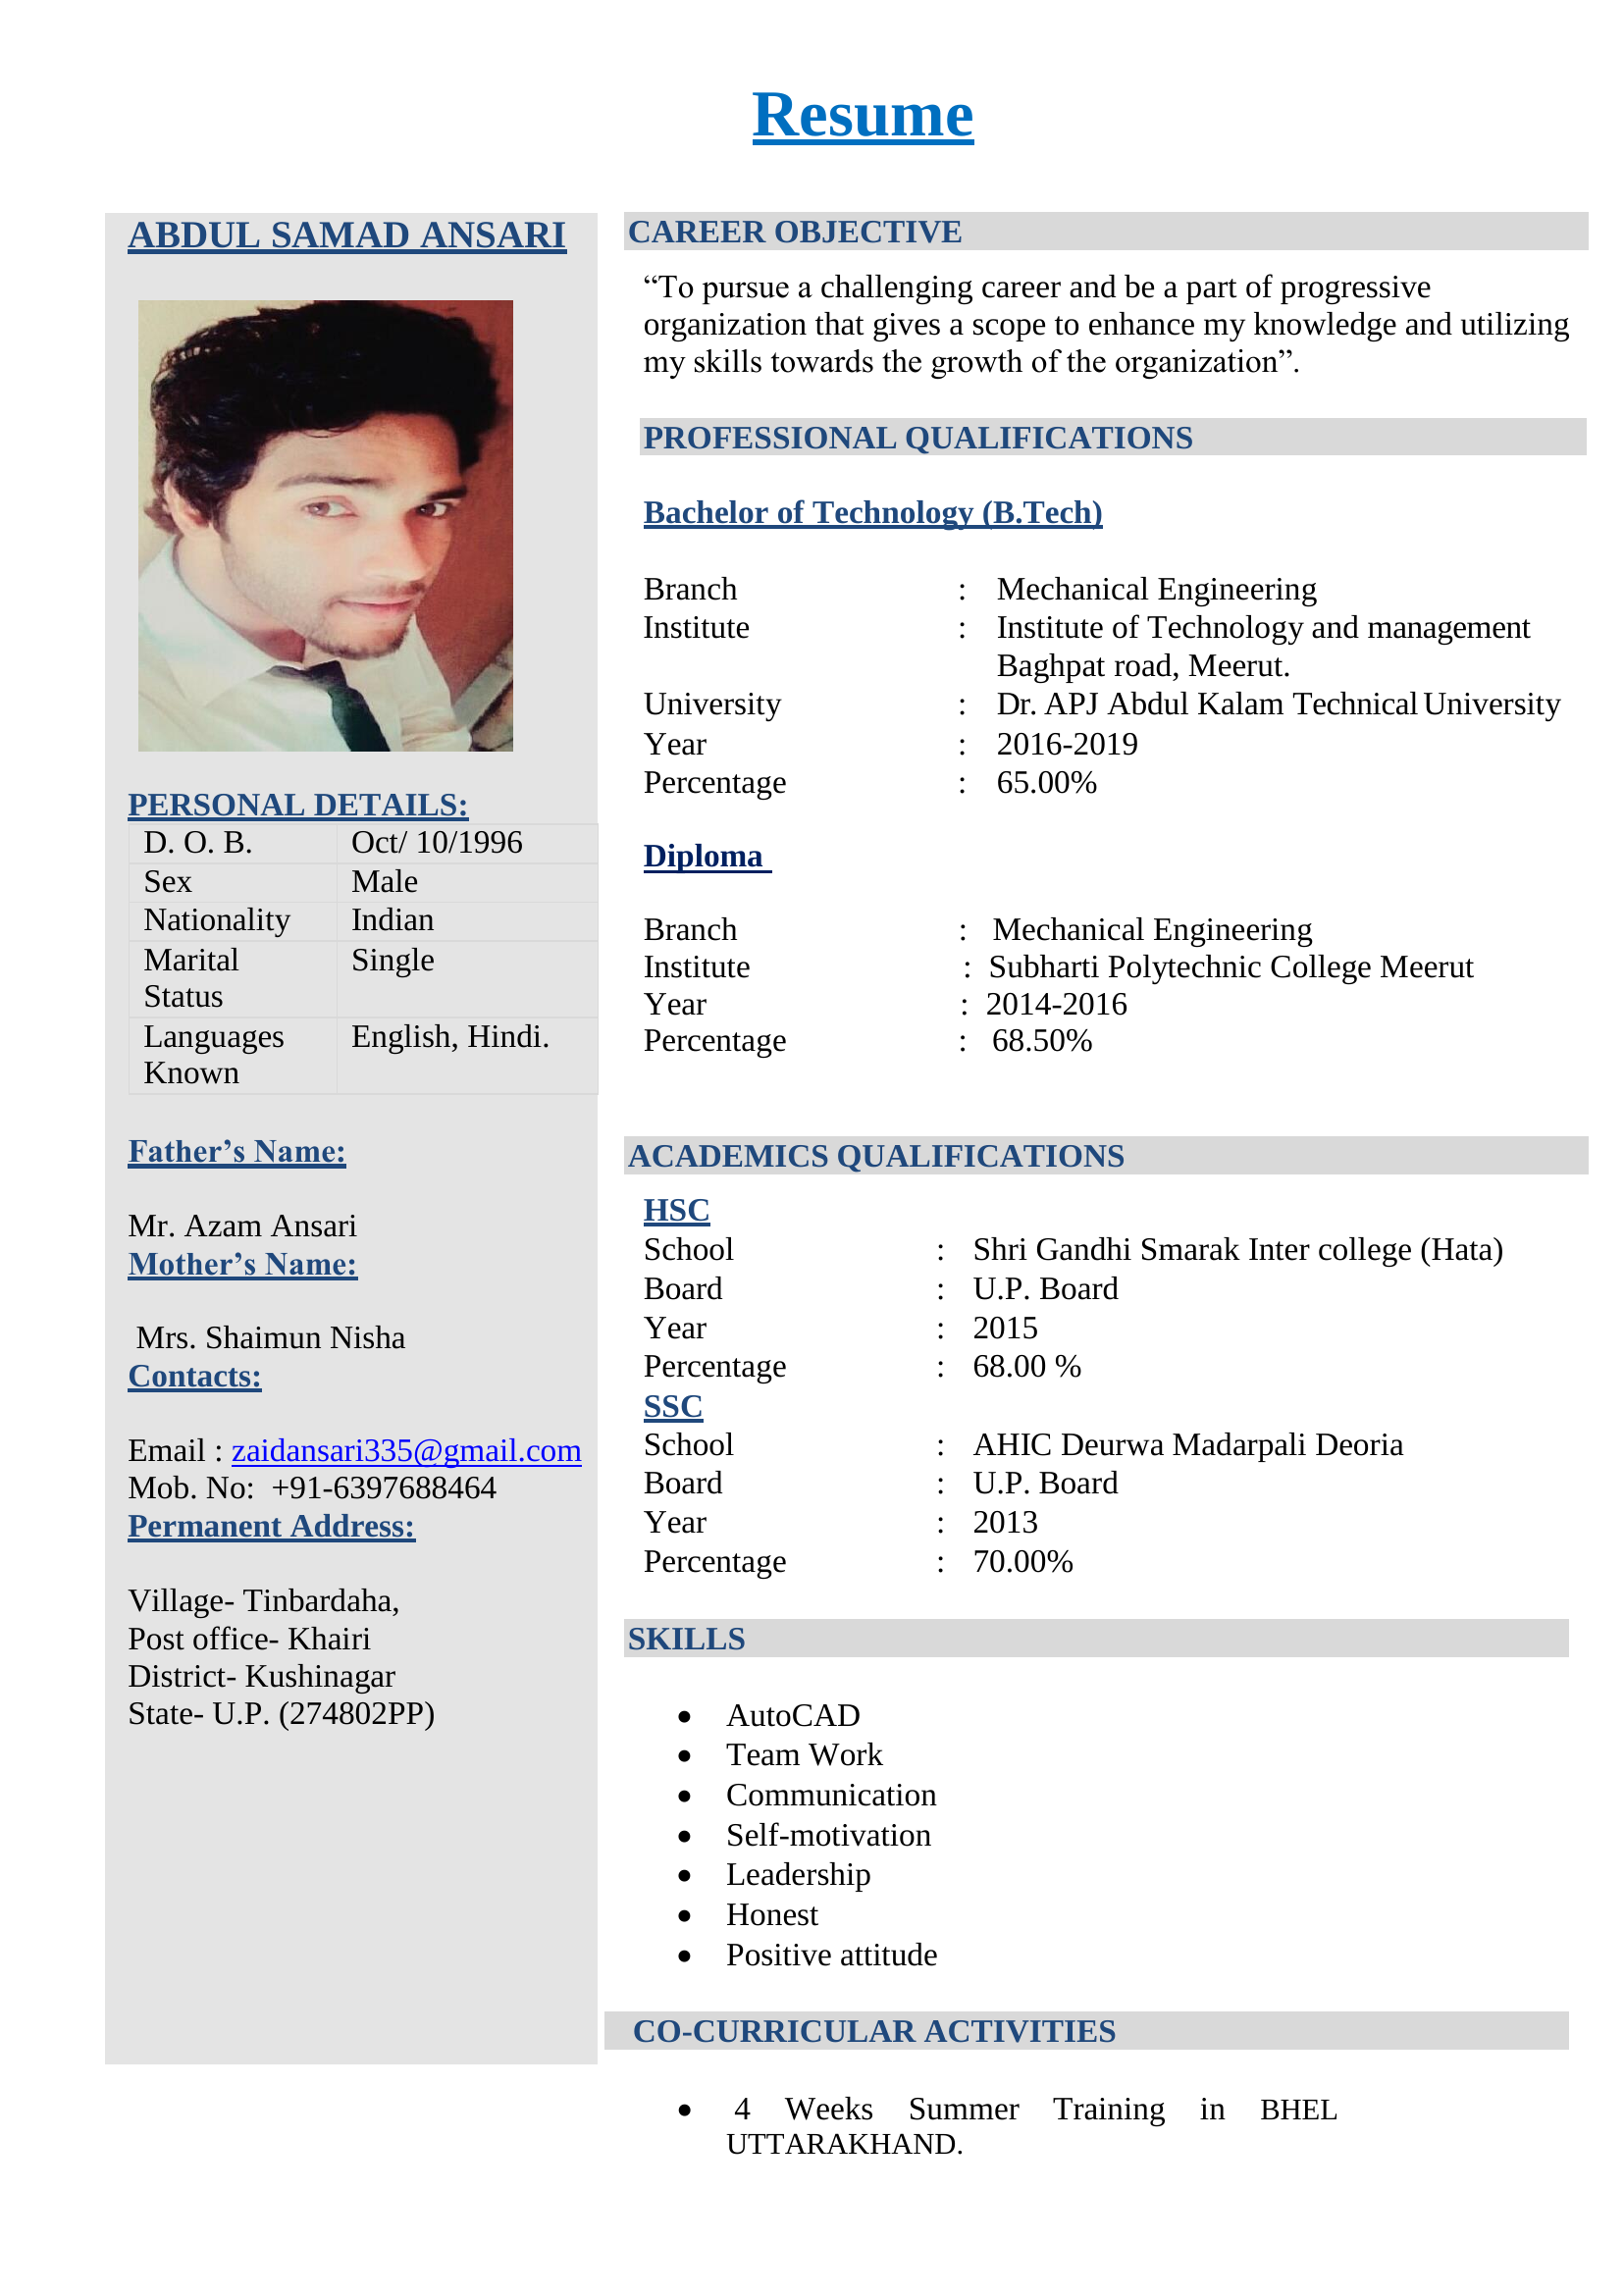 Resume
ABDUL SAMAD ANSARI
PERSONAL DETAILS:
D. O. B. Oct/ 10/1996
Sex Male
Nationality Indian
Marital Single
Status
Languages English, Hindi.
Known
Father’s Name:
Mr. Azam Ansari
Mother’s Name:
Mrs. Shaimun Nisha
Contacts:
Email : zaidansari335@gmail.com
Mob. No: +91-6397688464
Permanent Address:
Village- Tinbardaha,
Post office- Khairi
District- Kushinagar
State- U.P. (274802PP)
CAREER OBJECTIVE
“To pursue a challenging career and be a part of progressive
organization that gives a scope to enhance my knowledge and utilizing
my skills towards the growth of the organization”.
PROFESSIONAL QUALIFICATIONS
Bachelor of Technology (B.Tech)
Branch : Mechanical Engineering
Institute : Institute of Technology and management
Baghpat road, Meerut.
University : Dr. APJ Abdul Kalam Technical University
Year : 2016-2019
Percentage : 65.00%
Diploma
Branch : Mechanical Engineering
Institute : Subharti Polytechnic College Meerut
Year : 2014-2016
Percentage : 68.50%
ACADEMICS QUALIFICATIONS
HSC
School : Shri Gandhi Smarak Inter college (Hata)
Board : U.P. Board
Year : 2015
Percentage : 68.00 %
SSC
School : AHIC Deurwa Madarpali Deoria
Board : U.P. Board
Year : 2013
Percentage : 70.00%
SKILLS
• AutoCAD
• Team Work
• Communication
• Self-motivation
• Leadership
• Honest
• Positive attitude
CO-CURRICULAR ACTIVITIES
• 4 Weeks Summer Training in BHEL
UTTARAKHAND.